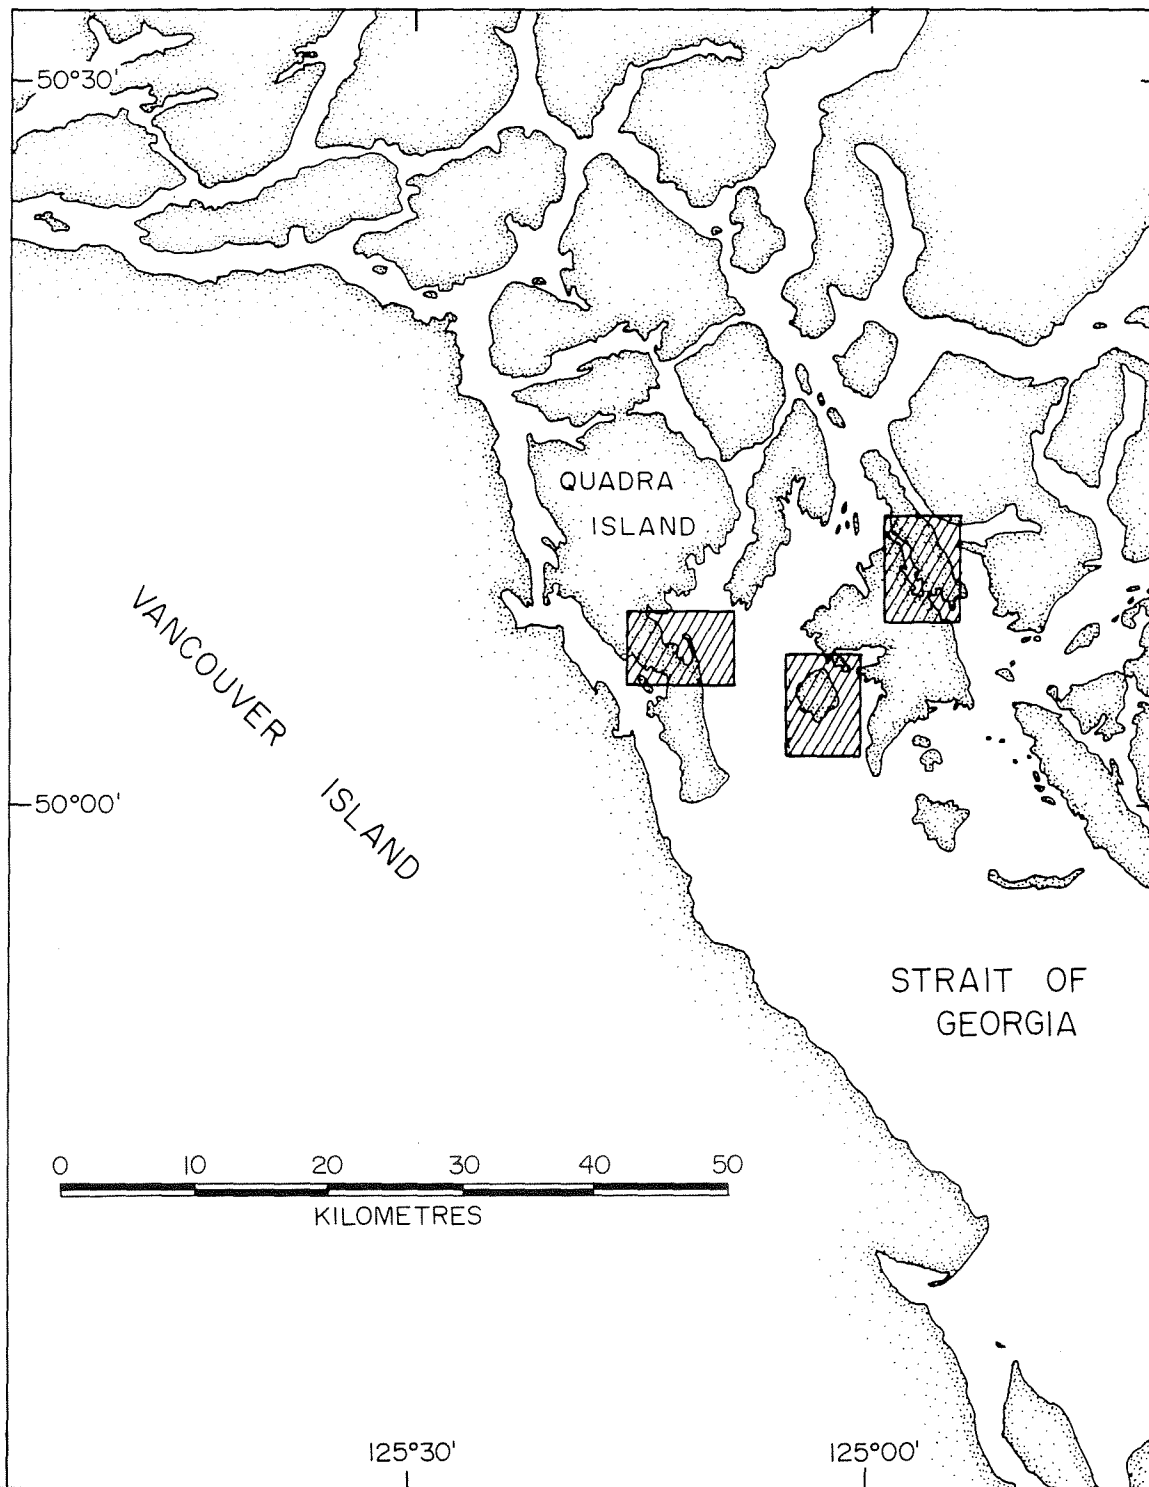 50°30'
QUADRA
ISLAND
VANCOUVER
ISLAND
50°00'
STRAIT OF
GEORGIA
0 10 20 30 40 50
KILOMETRES
125°30' 125°00'